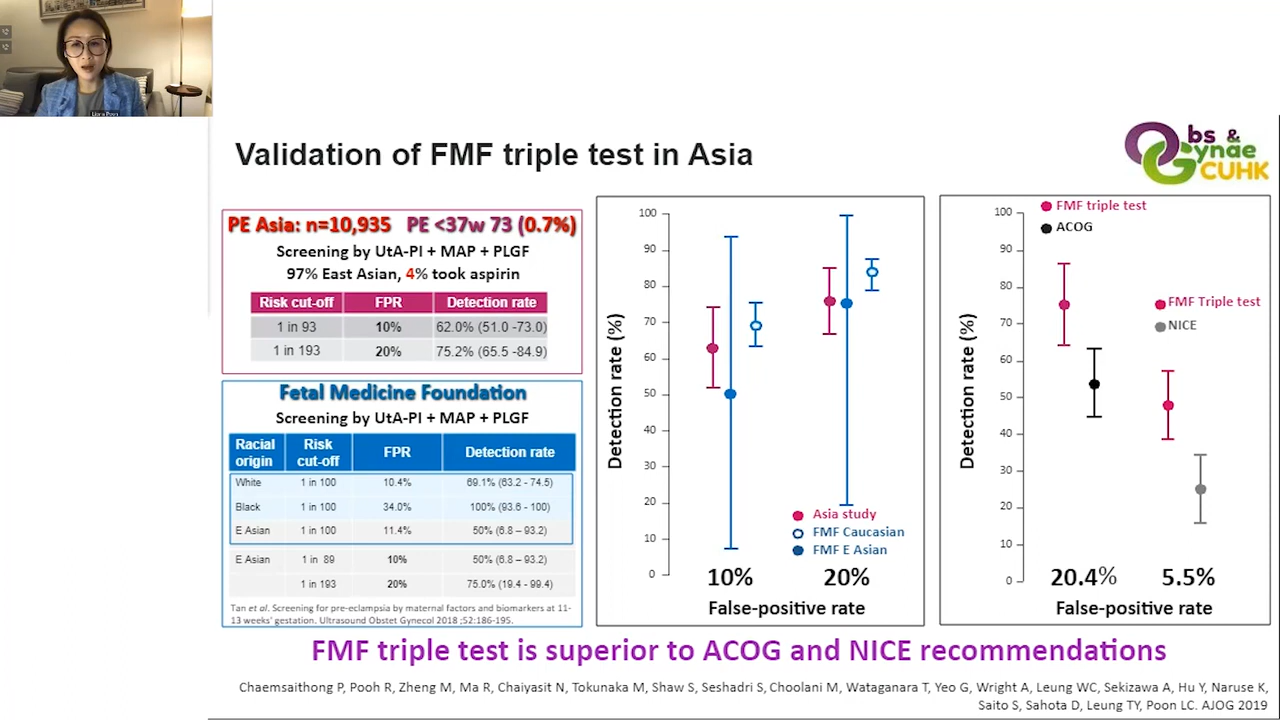 Liona Poon
Validation of FMF triple test in Asia
Obs &
Gynae
CUHK
PE Asia: n=10,935 PE <37w 73 (0.7%)
Screening by UtA-PI + MAP + PLGF
97% East Asian, 4% took aspirin
Risk cut-off FPR Detection rate
1 in 93 10% 62.0% (51.0 -73.0)
1 in 193 20% 75.2% (65.5 -84.9)
Fetal Medicine Foundation
Screening by UtA-PI + MAP + PLGF
Racial origin Risk cut-off FPR Detection rate
White 1 in 100 10.4% 69.1% (63.2 - 74.5)
Black 1 in 100 34.0% 100% (93.6 - 100)
E Asian 1 in 100 11.4% 50% (6.8 – 93.2)
E Asian 1 in 89 10% 50% (6.8 – 93.2)
1 in 193 20% 75.0% (19.4 - 99.4)
Tan et al. Screening for pre-eclampsia by maternal factors and biomarkers at 11-
13 weeks' gestation. Ultrasound Obstet Gynecol 2018 ;52:186-195.
Detection rate (%)
100
90
80
70
60
50
40
30
20
10
0
Asia study
FMF Caucasian
FMF E Asian
10% 20%
False-positive rate
Detection rate (%)
100
90
80
70
60
50
40
30
20
10
0
FMF triple test
ACOG
FMF Triple test
NICE
20.4% 5.5%
False-positive rate
FMF triple test is superior to ACOG and NICE recommendations
Chaemsaithong P, Pooh R, Zheng M, Ma R, Chaiyasit N, Tokunaka M, Shaw S, Seshadri S, Choolani M, Wataganara T, Yeo G, Wright A, Leung WC, Sekizawa A, Hu Y, Naruse K,
Saito S, Sahota D, Leung TY, Poon LC. AJOG 2019